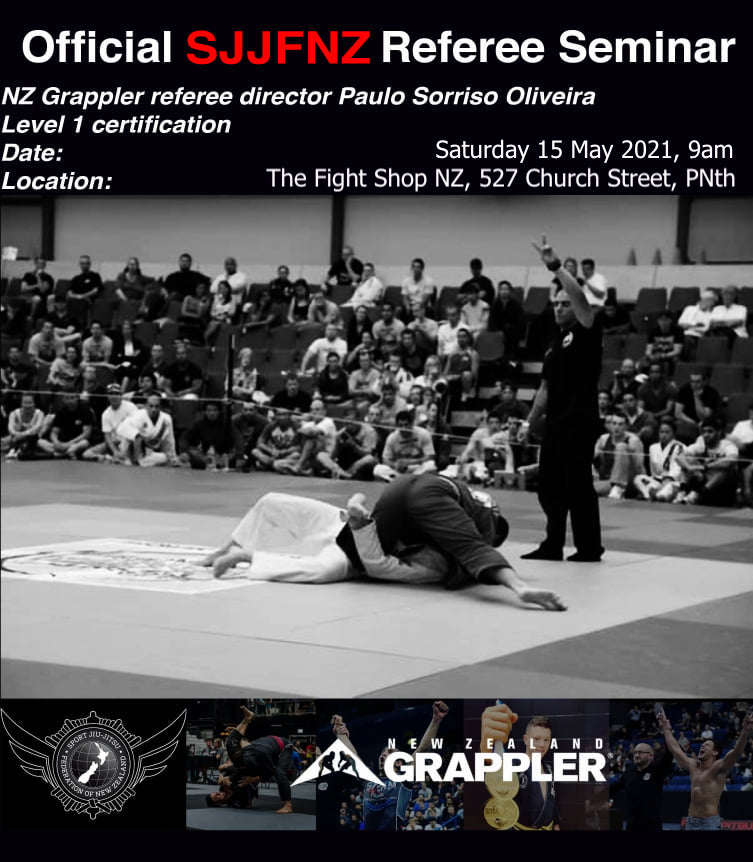 Official SJJFNZ Referee Seminar
NZ Grappler referee director Paulo Sorriso Oliveira
Level 1 certification
Date:
Saturday 15 May 2021, 9am
Location:
The Fight Shop NZ, 527 Church Street, PNth
SPORT JIU-JITSU
FEDERATION OF NEW ZEALAND
NEW ZEALAND
GRAPPLER